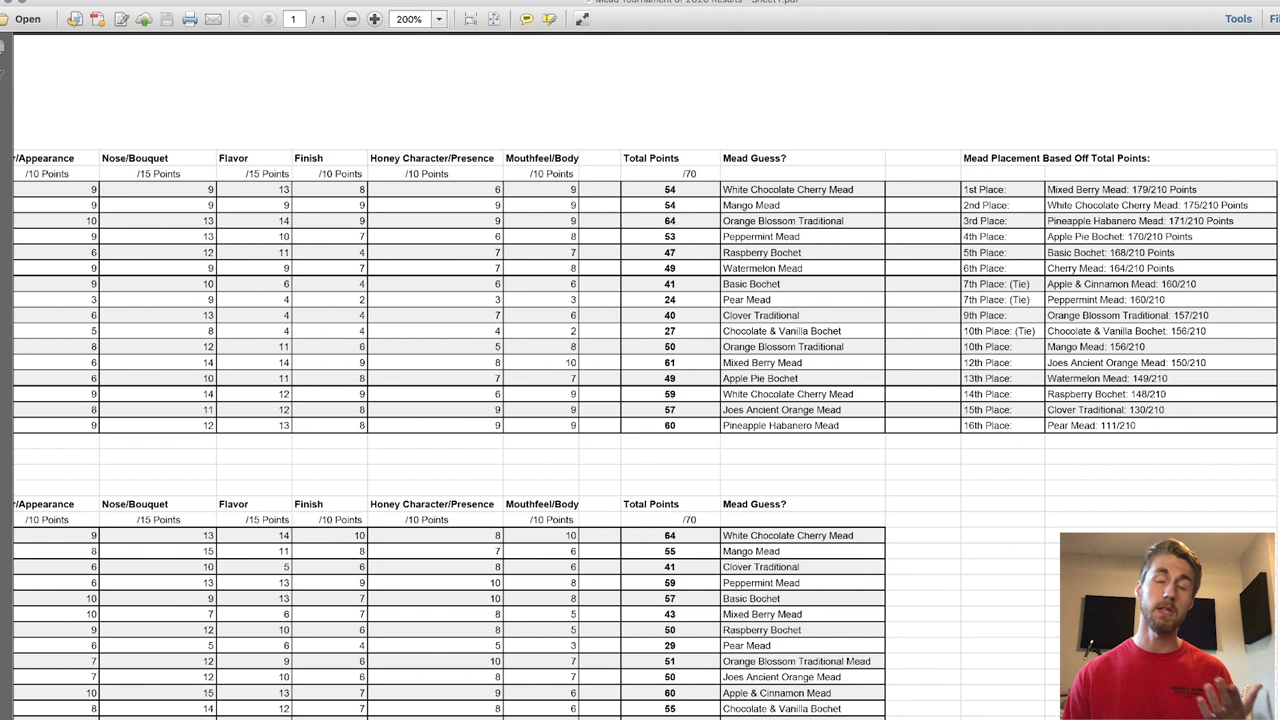 Open 1 / 1 200% Tools
r/Appearance Nose/Bouquet Flavor Finish Honey Character/Presence Mouthfeel/Body Total Points Mead Guess? Mead Placement Based Off Total Points:
/10 Points /15 Points /15 Points /10 Points /10 Points /10 Points /70
9 9 13 8 6 9 54 White Chocolate Cherry Mead 1st Place: Mixed Berry Mead: 179/210 Points
9 9 9 9 9 9 54 Mango Mead 2nd Place: White Chocolate Cherry Mead: 175/210 Points
10 13 14 9 9 9 64 Orange Blossom Traditional 3rd Place: Pineapple Habanero Mead: 171/210 Points
9 13 10 7 6 8 53 Peppermint Mead 4th Place: Apple Pie Bochet: 170/210 Points
6 12 11 4 7 7 47 Raspberry Bochet 5th Place: Basic Bochet: 168/210 Points
9 9 9 7 7 8 49 Watermelon Mead 6th Place: Cherry Mead: 164/210 Points
9 10 6 4 6 6 41 Basic Bochet 7th Place: (Tie) Apple & Cinnamon Mead: 160/210
3 9 4 2 3 3 24 Pear Mead 7th Place: (Tie) Peppermint Mead: 160/210
6 13 4 4 7 6 40 Clover Traditional 9th Place: Orange Blossom Traditional: 157/210
5 8 4 4 4 2 27 Chocolate & Vanilla Bochet 10th Place: (Tie) Chocolate & Vanilla Bochet: 156/210
8 12 11 6 5 8 50 Orange Blossom Traditional 10th Place: Mango Mead: 156/210
6 14 14 9 8 10 61 Mixed Berry Mead 12th Place: Joes Ancient Orange Mead: 150/210
6 10 11 8 7 7 49 Apple Pie Bochet 13th Place: Watermelon Mead: 149/210
9 14 12 9 6 9 59 White Chocolate Cherry Mead 14th Place: Raspberry Bochet: 148/210
8 11 12 8 9 9 57 Joes Ancient Orange Mead 15th Place: Clover Traditional: 130/210
9 12 13 8 9 9 60 Pineapple Habanero Mead 16th Place: Pear Mead: 111/210
r/Appearance Nose/Bouquet Flavor Finish Honey Character/Presence Mouthfeel/Body Total Points Mead Guess?
/10 Points /15 Points /15 Points /10 Points /10 Points /10 Points /70
9 13 14 10 8 10 64 White Chocolate Cherry Mead
8 15 11 8 7 6 55 Mango Mead
6 10 5 6 8 6 41 Clover Traditional
6 13 13 9 10 8 59 Peppermint Mead
10 9 13 7 10 8 57 Basic Bochet
10 7 6 7 8 5 43 Mixed Berry Mead
9 12 10 6 8 5 50 Raspberry Bochet
6 5 6 4 5 3 29 Pear Mead
7 12 9 6 10 7 51 Orange Blossom Traditional Mead
7 12 10 6 8 7 50 Joes Ancient Orange Mead
10 15 13 7 9 6 60 Apple & Cinnamon Mead
8 14 12 7 8 6 55 Chocolate & Vanilla Bochet